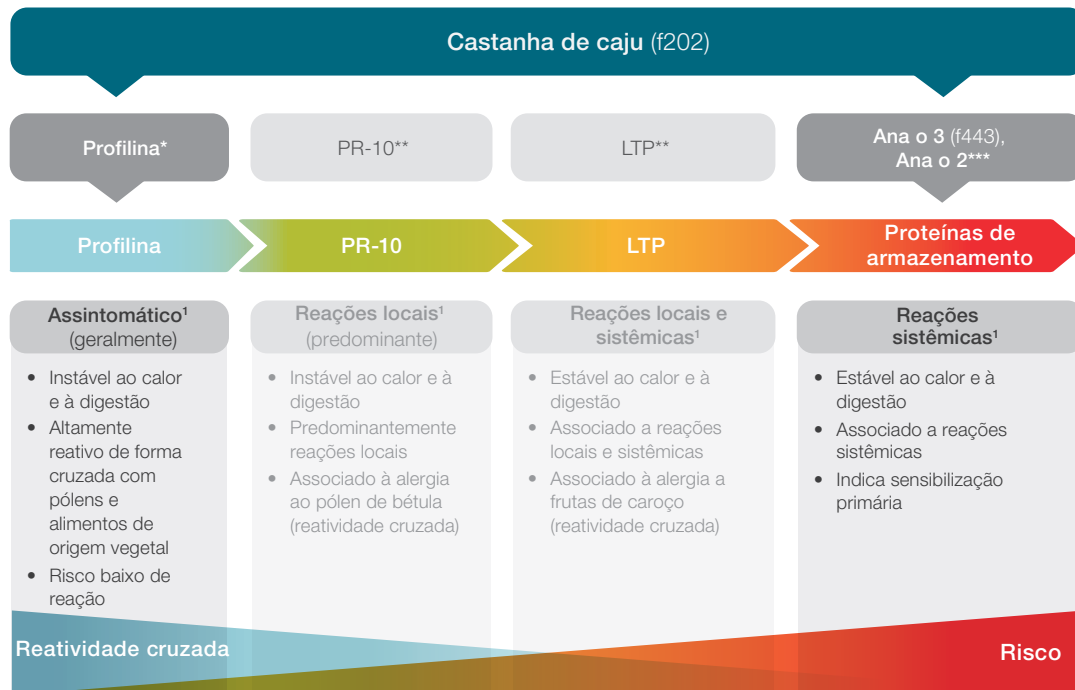 Castanha de caju (f202)
Profilina*
PR-10**
LTP**
Ana o 3 (f443),
Ana o 2***
Profilina
PR-10
LTP
Proteínas de
armazenamento
Assintomático¹
(geralmente)
• Instável ao calor
e à digestão
• Altamente
reativo de forma
cruzada com
pólens e
alimentos de
origem vegetal
• Risco baixo de
reação
Reações locais¹
(predominante)
• Instável ao calor e à
digestão
• Predominantemente
reações locais
• Associado à alergia
ao pólen de bétula
(reatividade cruzada)
Reações locais e
sistêmicas¹
• Estável ao calor e à
digestão
• Associado a reações
locais e sistêmicas
• Associado à alergia a
frutas de caroço
(reatividade cruzada)
Reações
sistêmicas¹
• Estável ao calor e à
digestão
• Associado a reações
sistêmicas
• Indica sensibilização
primária
Reatividade cruzada
Risco